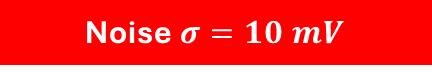 Noise σ = 10 mV